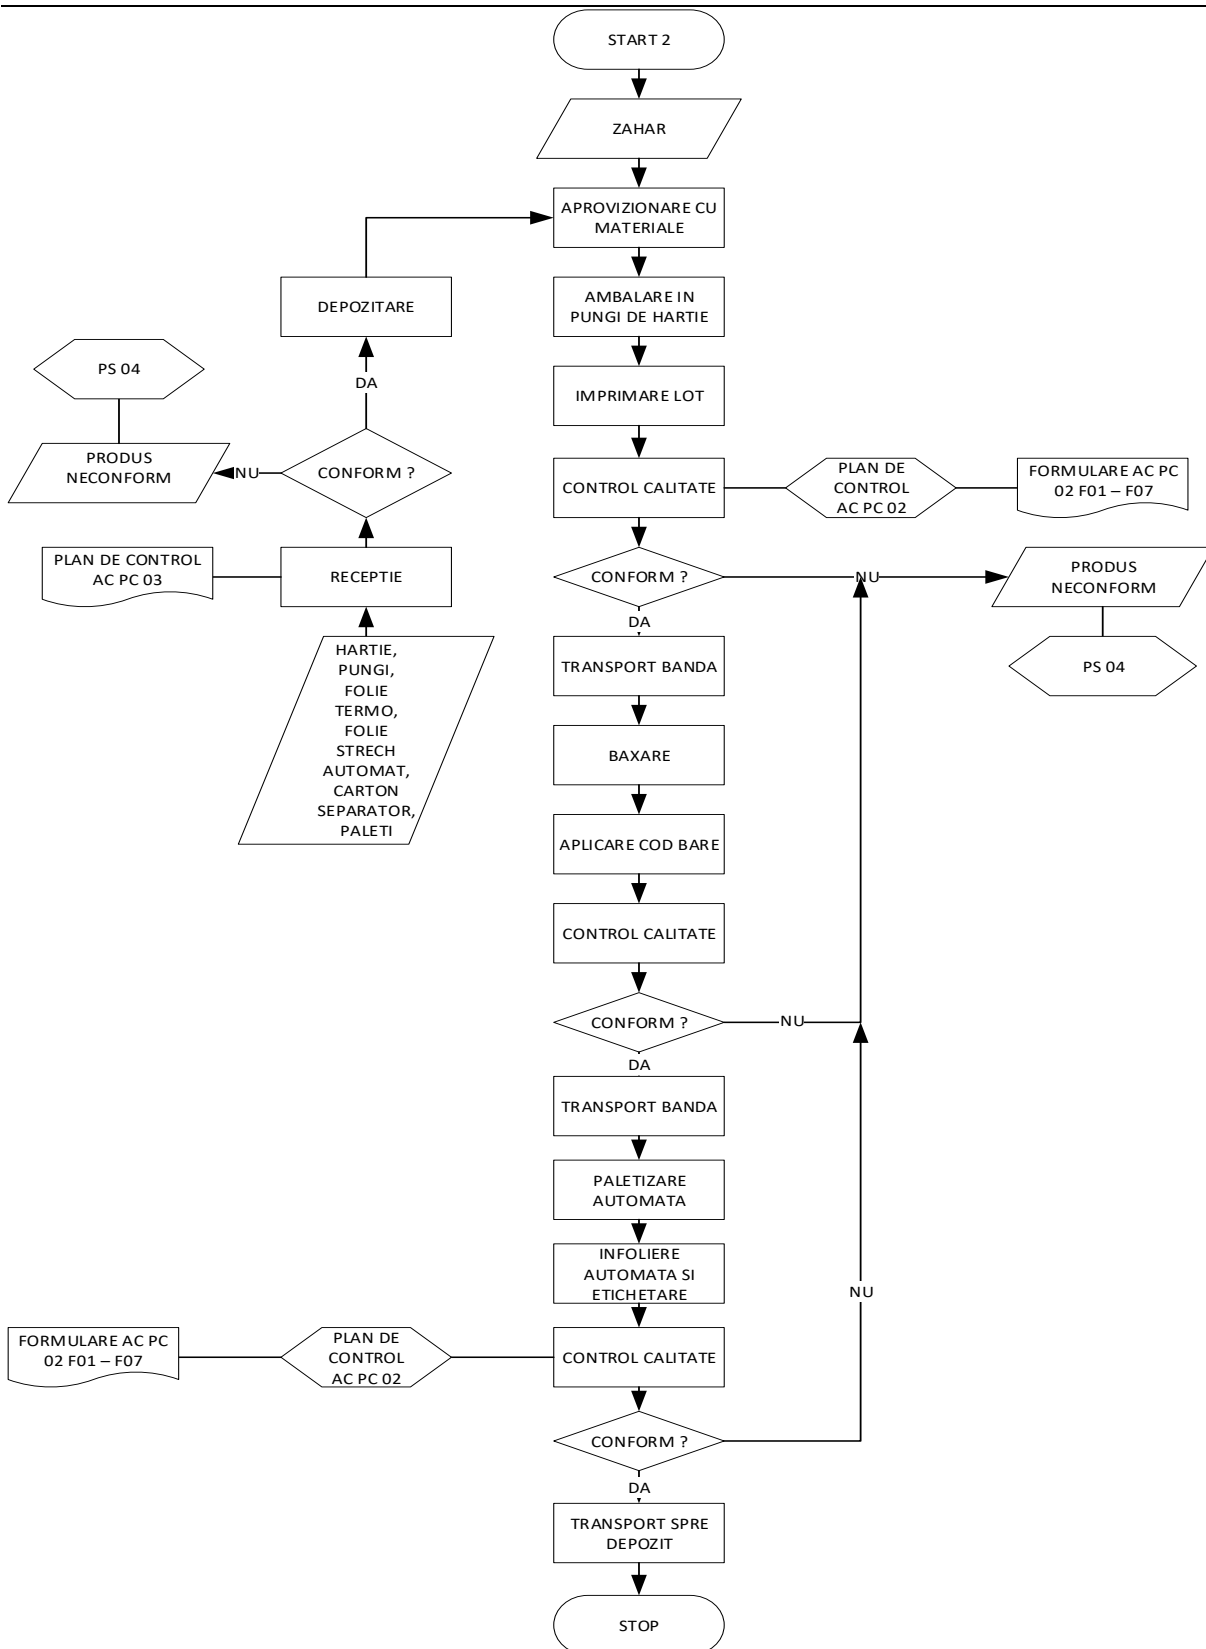 START 2
ZAHAR
APROVIZIONARE CU
MATERIALE
DEPOZITARE
AMBALARE IN
PUNGI DE HARTIE
PS 04
DA
IMPRIMARE LOT
PRODUS
NECONFORM
NU
CONFORM ?
CONTROL CALITATE
PLAN DE
CONTROL
AC PC 02
FORMULARE AC PC
02 F01 – F07
PLAN DE CONTROL
AC PC 03
RECEPTIE
CONFORM ?
NU
PRODUS
NECONFORM
DA
HARTIE,
PUNGI,
FOLIE
TERMO,
FOLIE
STRECH
AUTOMAT,
CARTON
SEPARATOR,
PALETI
TRANSPORT BANDA
PS 04
BAXARE
APLICARE COD BARE
CONTROL CALITATE
CONFORM ?
NU
DA
TRANSPORT BANDA
PALETIZARE
AUTOMATA
INFOLIERE
AUTOMATA SI
ETICHETARE
NU
FORMULARE AC PC
02 F01 – F07
PLAN DE
CONTROL
AC PC 02
CONTROL CALITATE
CONFORM ?
DA
TRANSPORT SPRE
DEPOZIT
STOP